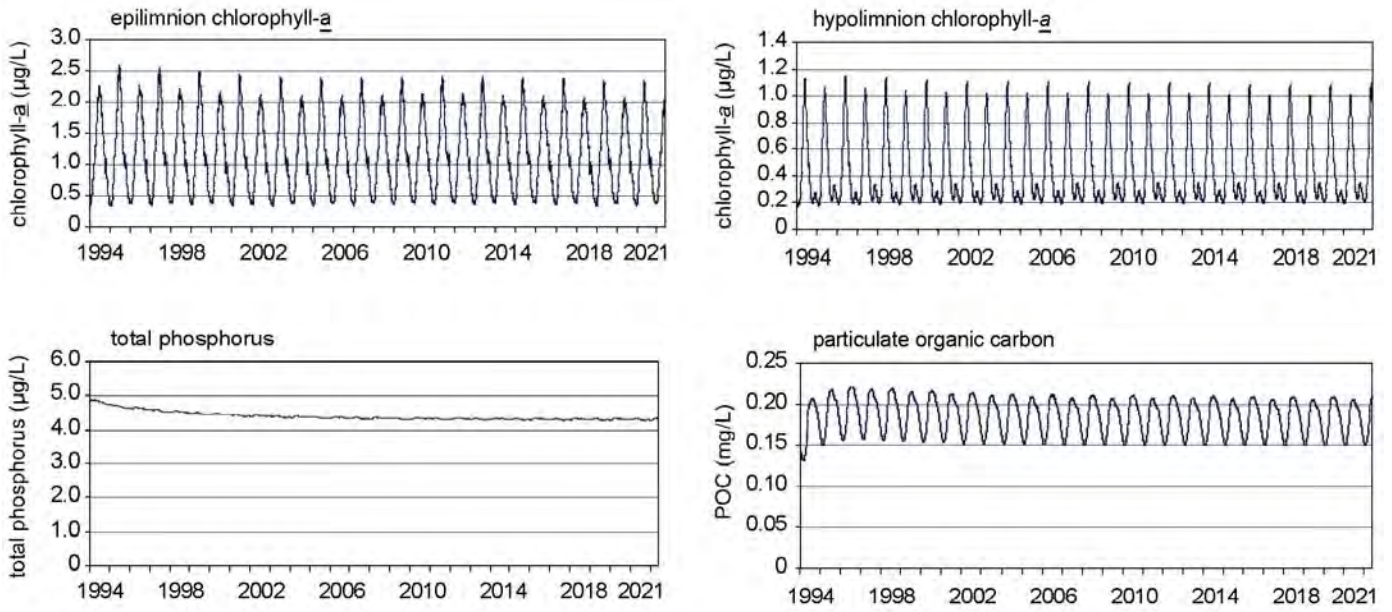 epilimnion chlorophyll-a
chlorophyll-a (µg/L)
3.0
2.5
2.0
1.5
1.0
0.5
0
1994 1998 2002 2006 2010 2014 2018 2021
hypolimnion chlorophyll-a
chlorophyll-a (µg/L)
1.4
1.2
1.0
0.8
0.6
0.4
0.2
0
1994 1998 2002 2006 2010 2014 2018 2021
total phosphorus
total phosphorus (µg/L)
6.0
5.0
4.0
3.0
2.0
1.0
0
1994 1998 2002 2006 2010 2014 2018 2021
particulate organic carbon
POC (mg/L)
0.25
0.20
0.15
0.10
0.05
0
1994 1998 2002 2006 2010 2014 2018 2021